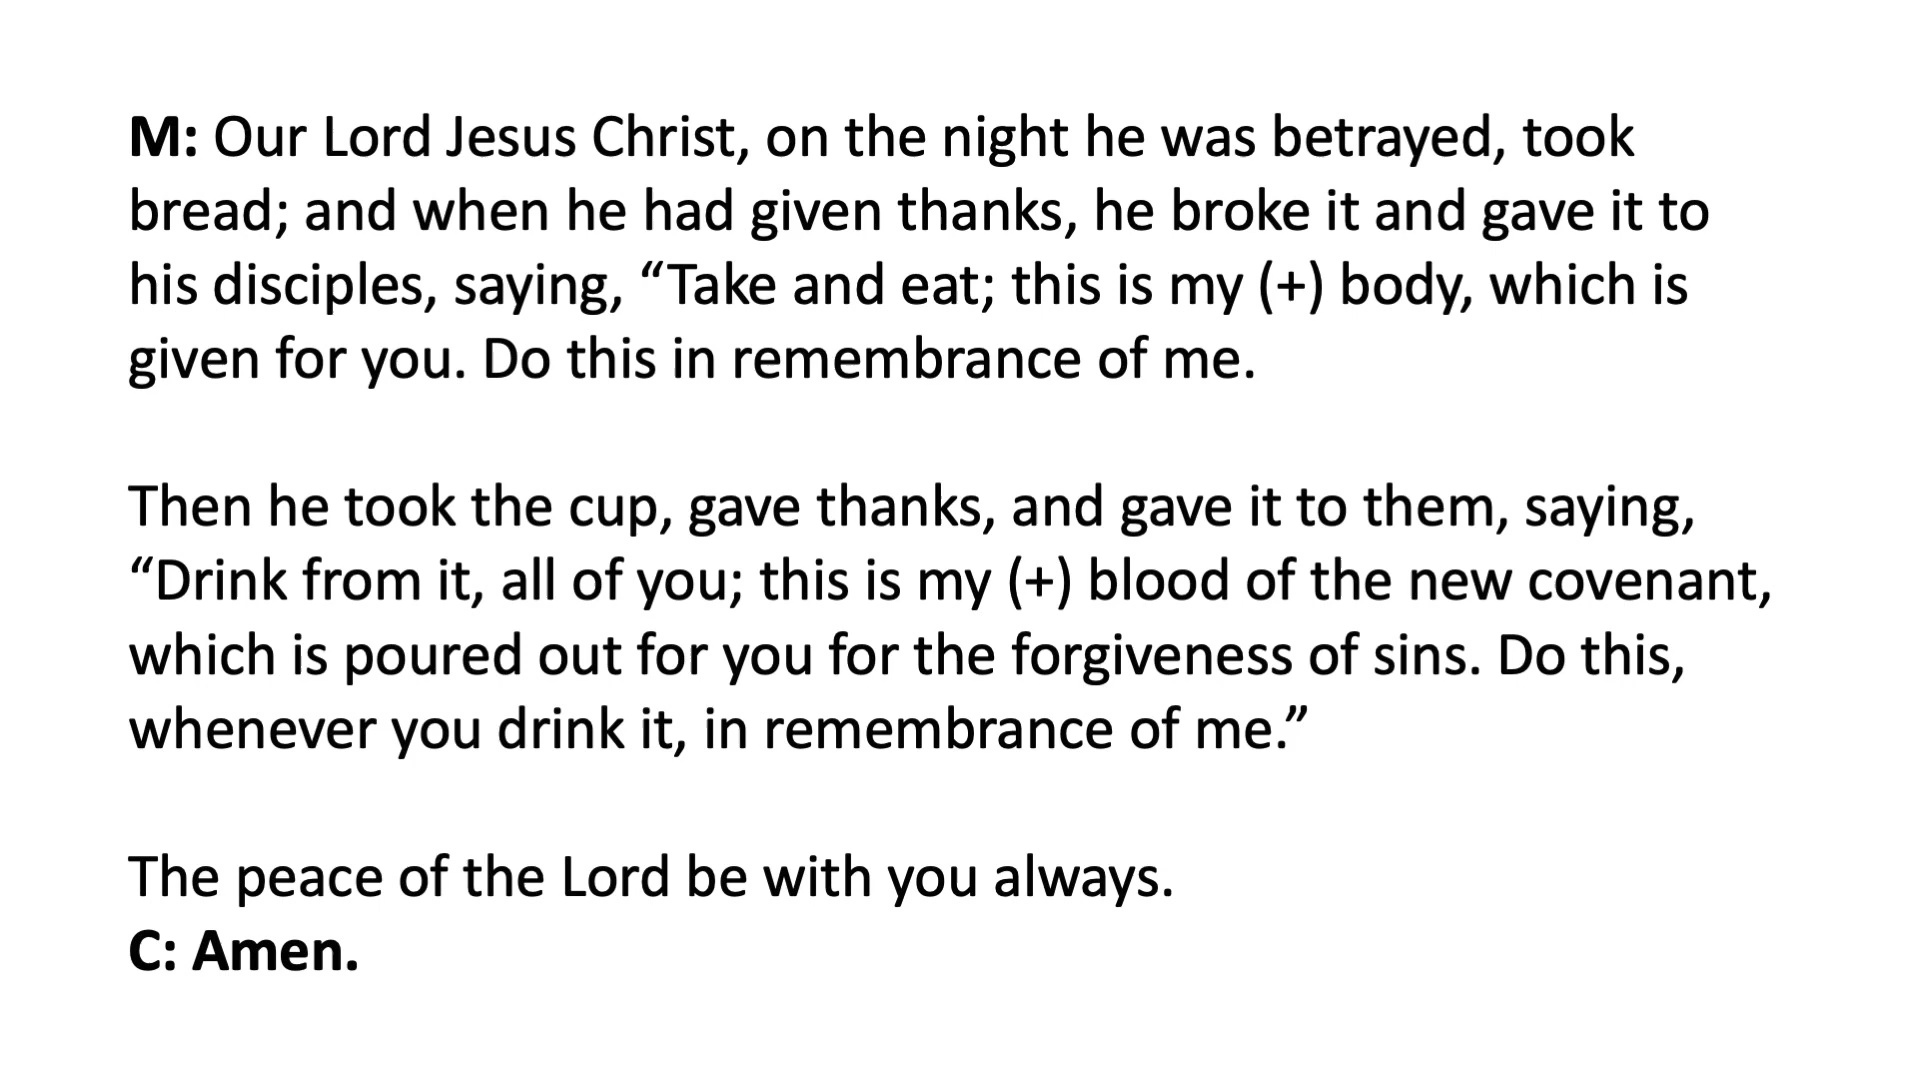 M: Our Lord Jesus Christ, on the night he was betrayed, took
bread; and when he had given thanks, he broke it and gave it to
his disciples, saying, “Take and eat; this is my (+) body, which is
given for you. Do this in remembrance of me.
Then he took the cup, gave thanks, and gave it to them, saying,
“Drink from it, all of you; this is my (+) blood of the new covenant,
which is poured out for you for the forgiveness of sins. Do this,
whenever you drink it, in remembrance of me.”
The peace of the Lord be with you always.
C: Amen.